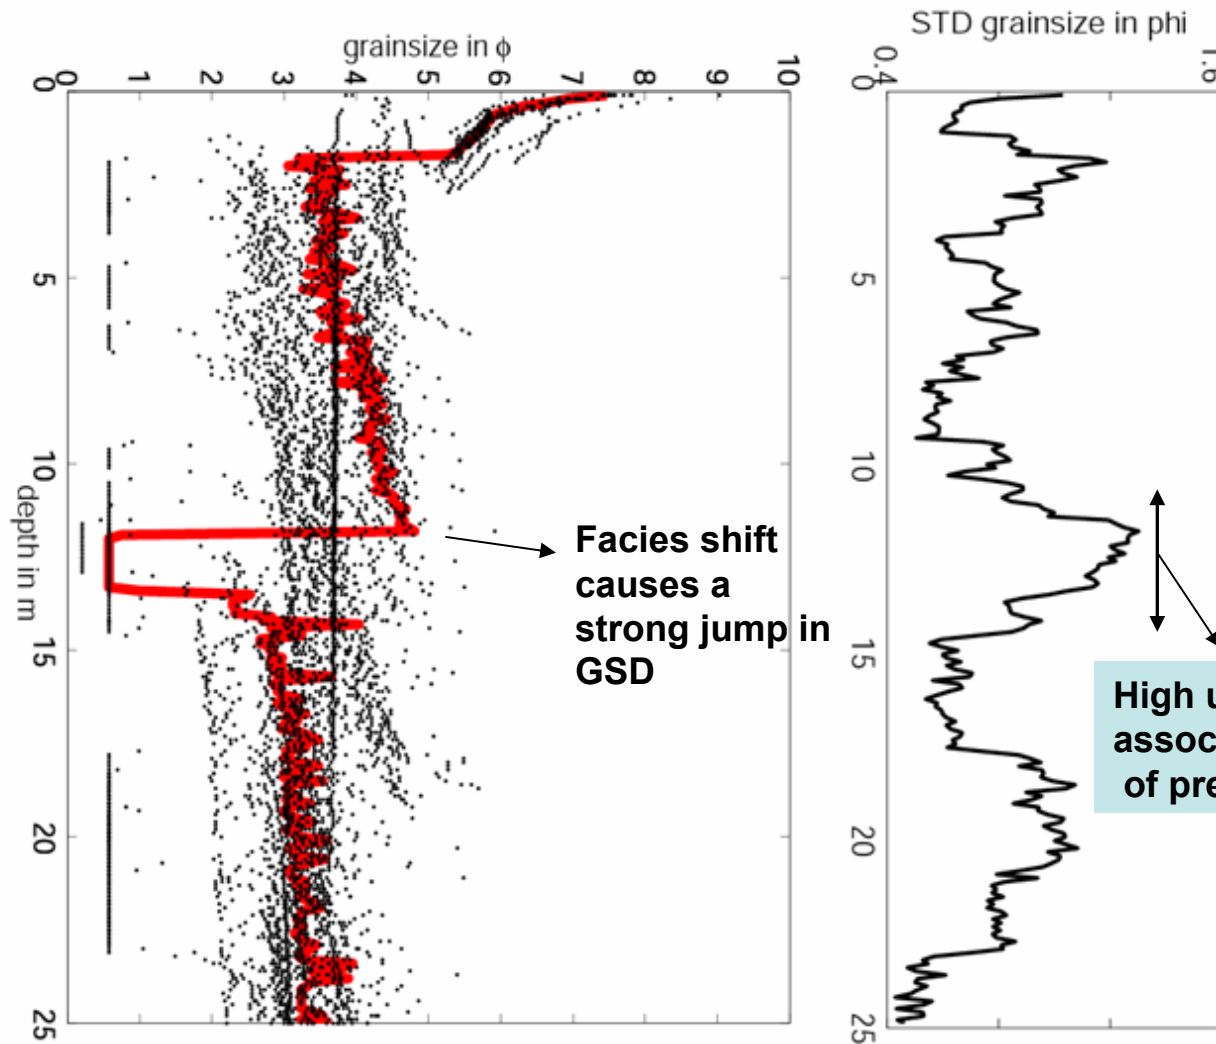 grainsize in ϕ
0 1 2 3 4 5 6 7 8 9 10
0
5
10
15
20
25
depth in m
Facies shift
causes a
strong jump in
GSD
STD grainsize in phi
0.4 1.6
0
5
10
15
20
25
High u
assoc
of pre